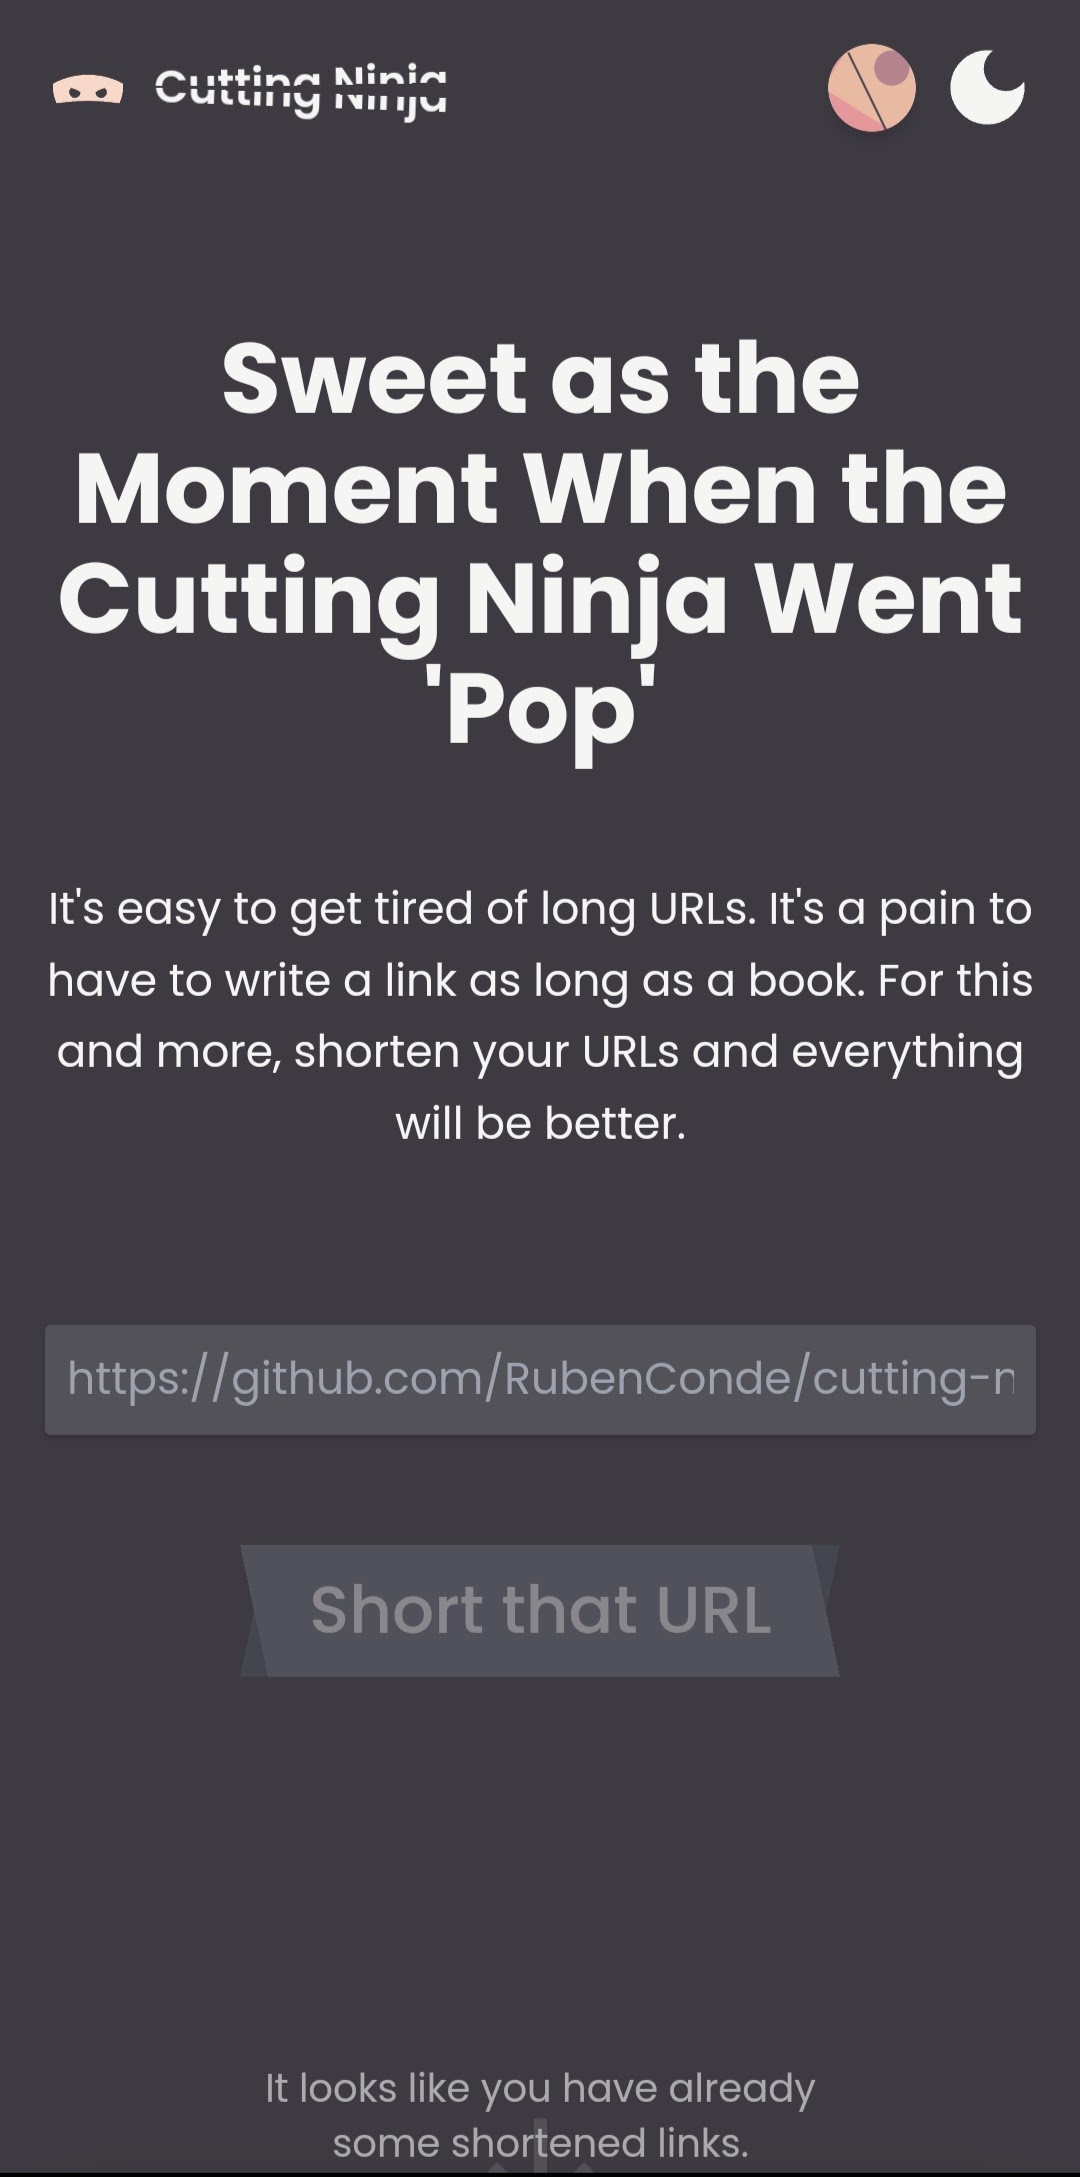 Cutting Ninja
Sweet as the
Moment When the
Cutting Ninja Went
'Pop'
It's easy to get tired of long URLs. It's a pain to
have to write a link as long as a book. For this
and more, shorten your URLs and everything
will be better.
https://github.com/RubenConde/cutting-n
Short that URL
It looks like you have already
some shortened links.